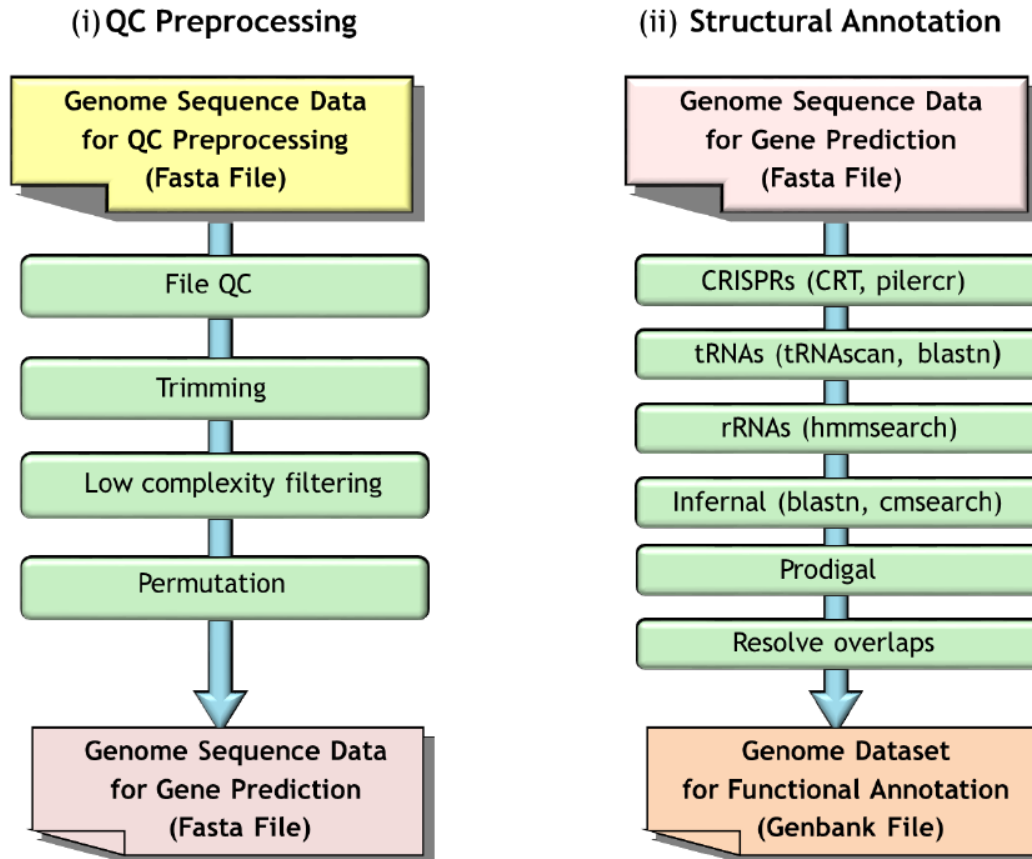 (i) QC Preprocessing
Genome Sequence Data
for QC Preprocessing
(Fasta File)
File QC
Trimming
Low complexity filtering
Permutation
Genome Sequence Data
for Gene Prediction
(Fasta File)
(ii) Structural Annotation
Genome Sequence Data
for Gene Prediction
(Fasta File)
CRISPRs (CRT, pilercr)
tRNAs (tRNAscan, blastn)
rRNAs (hmmsearch)
Infernal (blastn, cmsearch)
Prodigal
Resolve overlaps
Genome Dataset
for Functional Annotation
(Genbank File)